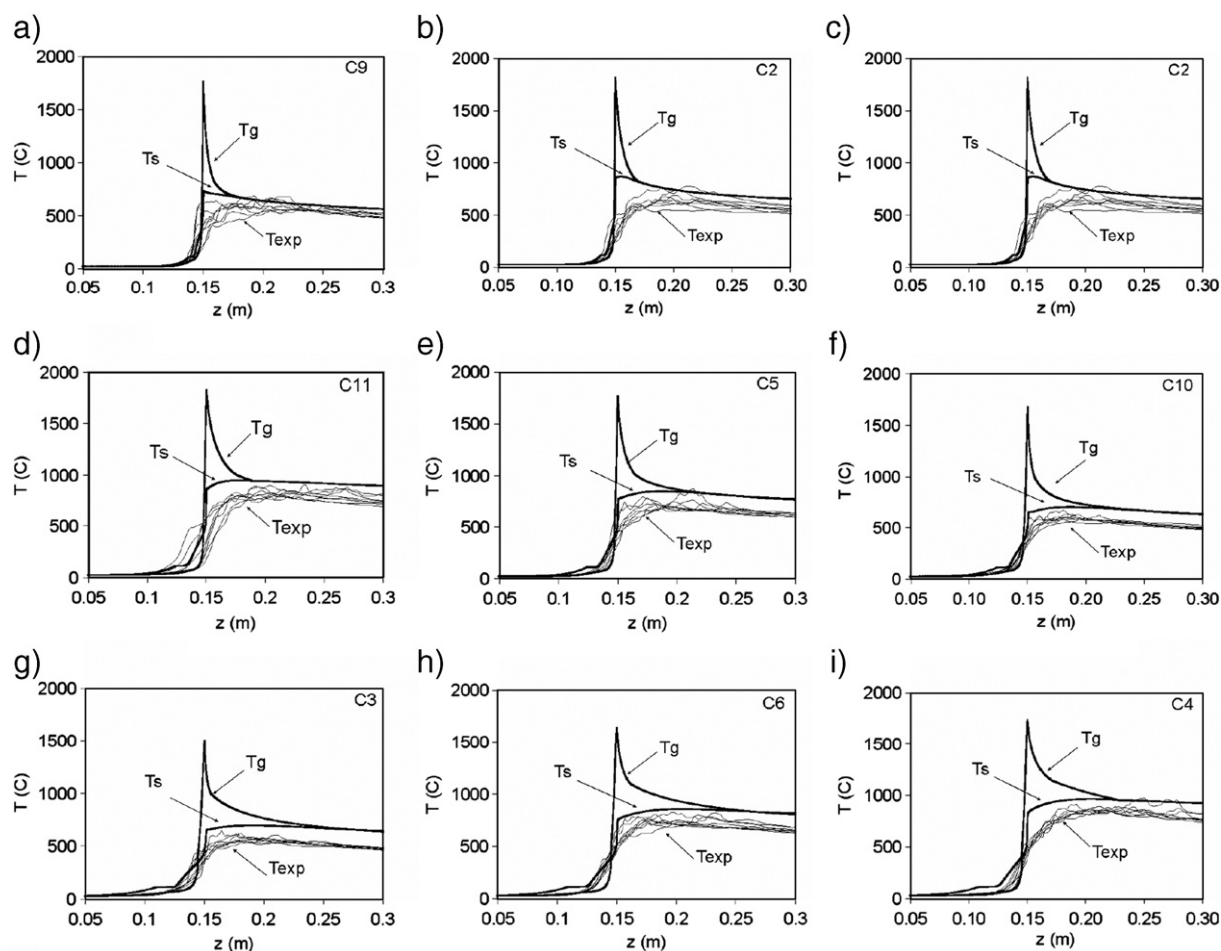 a)
C9
2000
1500
1000
500
0
T (C)
Tg
Ts
Texp
0.05 0.1 0.15 0.2 0.25 0.3
z (m)
b)
C2
2000
1500
1000
500
0
T (C)
Tg
Ts
Texp
0.05 0.1 0.15 0.20 0.25 0.3
z (m)
c)
C2
2000
1500
1000
500
0
T (C)
Tg
Ts
Texp
0.05 0.10 0.15 0.20 0.25 0.30
z (m)
d)
C11
2000
1500
1000
500
0
T (C)
Tg
Ts
Texp
0.05 0.1 0.15 0.2 0.25 0.3
z (m)
e)
C5
2000
1500
1000
500
0
T (C)
Tg
Ts
Texp
0.05 0.1 0.15 0.2 0.25 0.3
z (m)
f)
C10
2000
1500
1000
500
0
T (C)
Tg
Ts
Texp
0.05 0.10 0.15 0.20 0.25 0.30
z (m)
g)
C3
2000
1500
1000
500
0
T (C)
Tg
Ts
Texp
0.05 0.1 0.15 0.2 0.25 0.3
z (m)
h)
C6
2000
1500
1000
500
0
T (C)
Tg
Ts
Texp
0.05 0.1 0.15 0.2 0.25 0.3
z (m)
i)
C4
2000
1500
1000
500
0
T (C)
Tg
Ts
Texp
0.05 0.10 0.15 0.20 0.25 0.30
z (m)